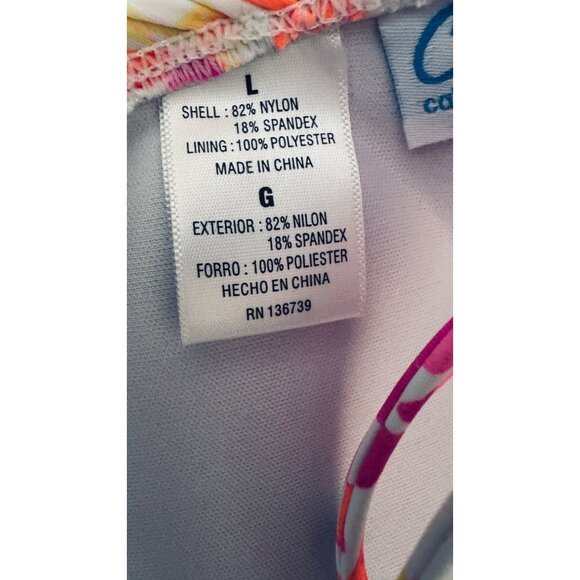 L
SHELL : 82% NYLON
18% SPANDEX
LINING : 100% POLYESTER
MADE IN CHINA
G
EXTERIOR : 82% NILON
18% SPANDEX
FORRO : 100% POLIESTER
HECHO EN CHINA
RN 136739